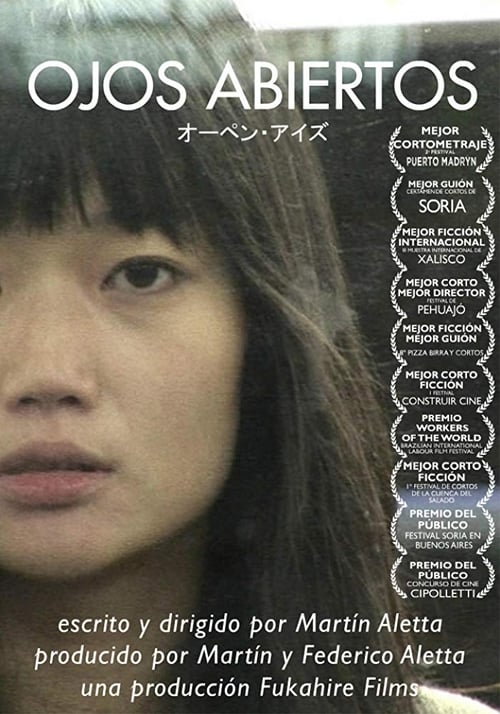 OJOS ABIERTOS
オーペン・アイズ
MEJOR
CORTOMETRAJE
2º FESTIVAL
PUERTO MADRYN
MEJOR GUIÓN
CERTAMEN DE CORTOS DE
SORIA
MEJOR FICCIÓN
INTERNACIONAL
III MUESTRA INTERNACIONAL DE
XALISCO
MEJOR CORTO
MEJOR DIRECTOR
FESTIVAL DE
PEHUAJÓ
MEJOR FICCIÓN
MEJOR GUIÓN
8º PIZZA BIRRA Y CORTOS
MEJOR CORTO
FICCIÓN
I FESTIVAL
CONSTRUIR CINE
PREMIO
WORKERS
OF THE WORLD
BRAZILIAN INTERNATIONAL
LABOUR FILM FESTIVAL
MEJOR CORTO
FICCIÓN
1º FESTIVAL DE CORTOS
DE LA CUENCA DEL
SALADO
PREMIO DEL
PÚBLICO
FESTIVAL SORIA EN
BUENOS AIRES
PREMIO DEL
PÚBLICO
CONCURSO DE CINE
CIPOLLETTI
escrito y dirigido por Martín Aletta
producido por Martín y Federico Aletta
una producción Fukahire Films